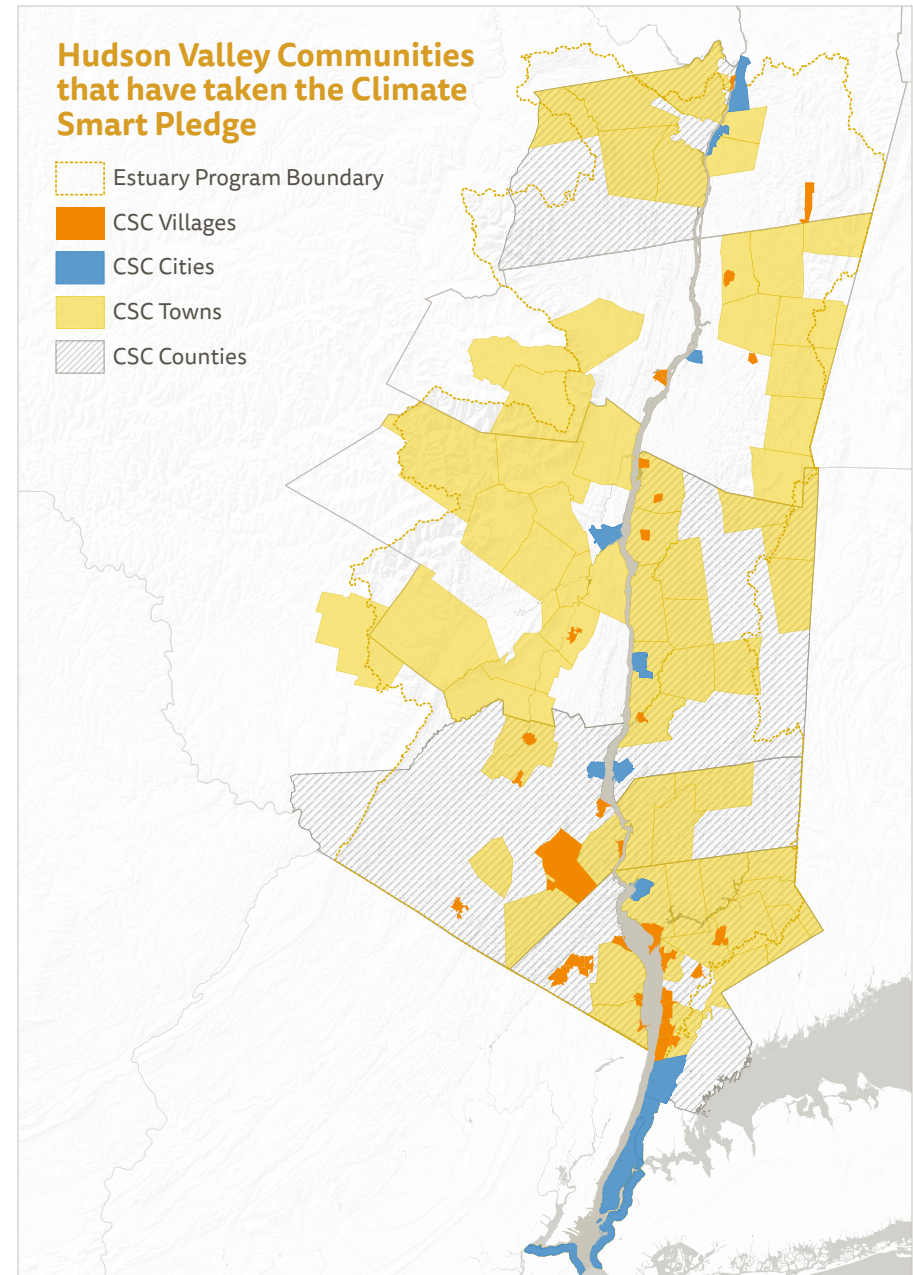 Hudson Valley Communities
that have taken the Climate
Smart Pledge
Estuary Program Boundary
CSC Villages
CSC Cities
CSC Towns
CSC Counties